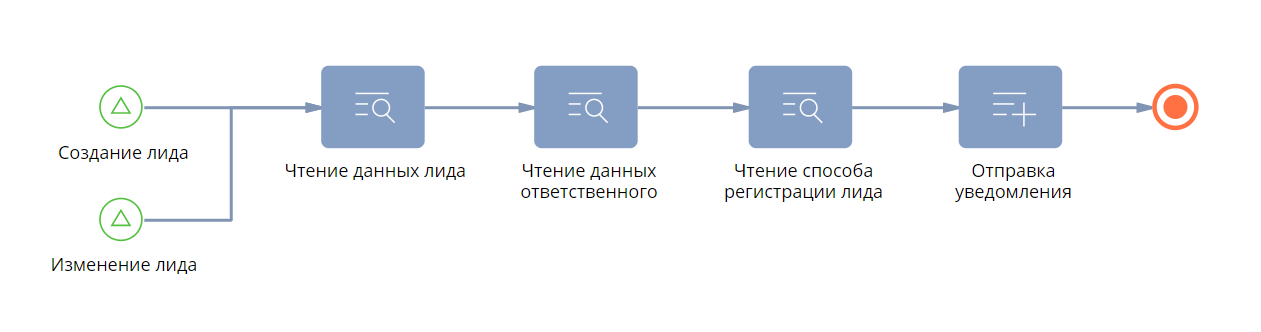 Создание лида
Изменение лида
Чтение данных лида
Чтение данных
ответственного
Чтение способа
регистрации лида
Отправка
уведомления